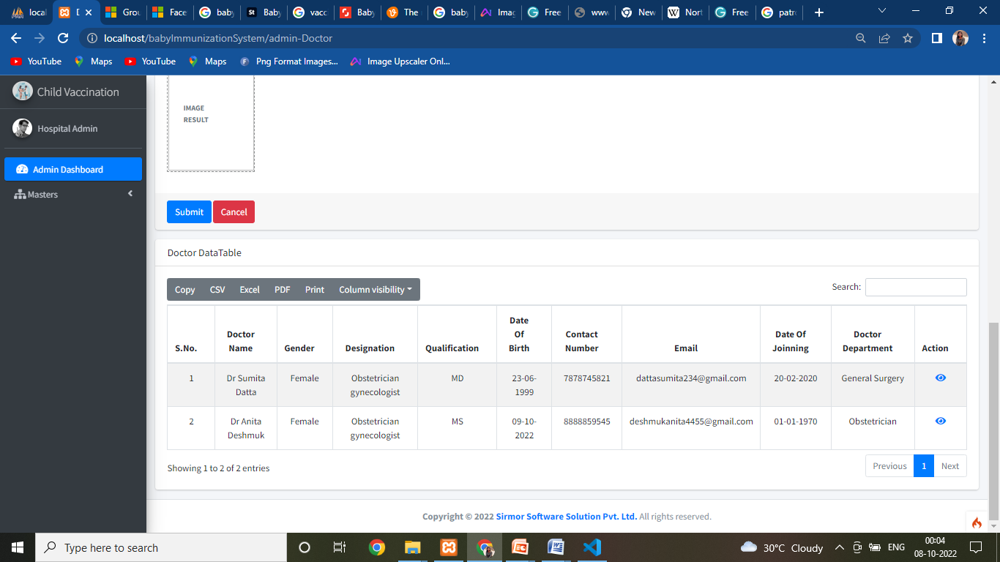 local
D
Grou
Face
baby
St Baby
vacc
Baby
The
baby
Imag
Free
www
New
W Nort
Free
patr
localhost/babyImmunizationSystem/admin-Doctor
YouTube Maps YouTube Maps F Png Format Images... Image Upscaler Onl...
Child Vaccination
Hospital Admin
Admin Dashboard
Masters
IMAGE
RESULT
Submit Cancel
Doctor DataTable
Copy CSV Excel PDF Print Column visibility
Search:
S.No. Doctor Name Gender Designation Qualification Date Of Birth Contact Number Email Date Of Joinning Doctor Department Action
1 Dr Sumita Datta Female Obstetrician gynecologist MD 23-06-1999 7878745821 dattasumita234@gmail.com 20-02-2020 General Surgery
2 Dr Anita Deshmuk Female Obstetrician gynecologist MS 09-10-2022 8888859545 deshmukanita4455@gmail.com 01-01-1970 Obstetrician
Showing 1 to 2 of 2 entries
Previous 1 Next
Copyright © 2022 Sirmor Software Solution Pvt. Ltd. All rights reserved.
Type here to search
30°C Cloudy
ENG
00:04
08-10-2022